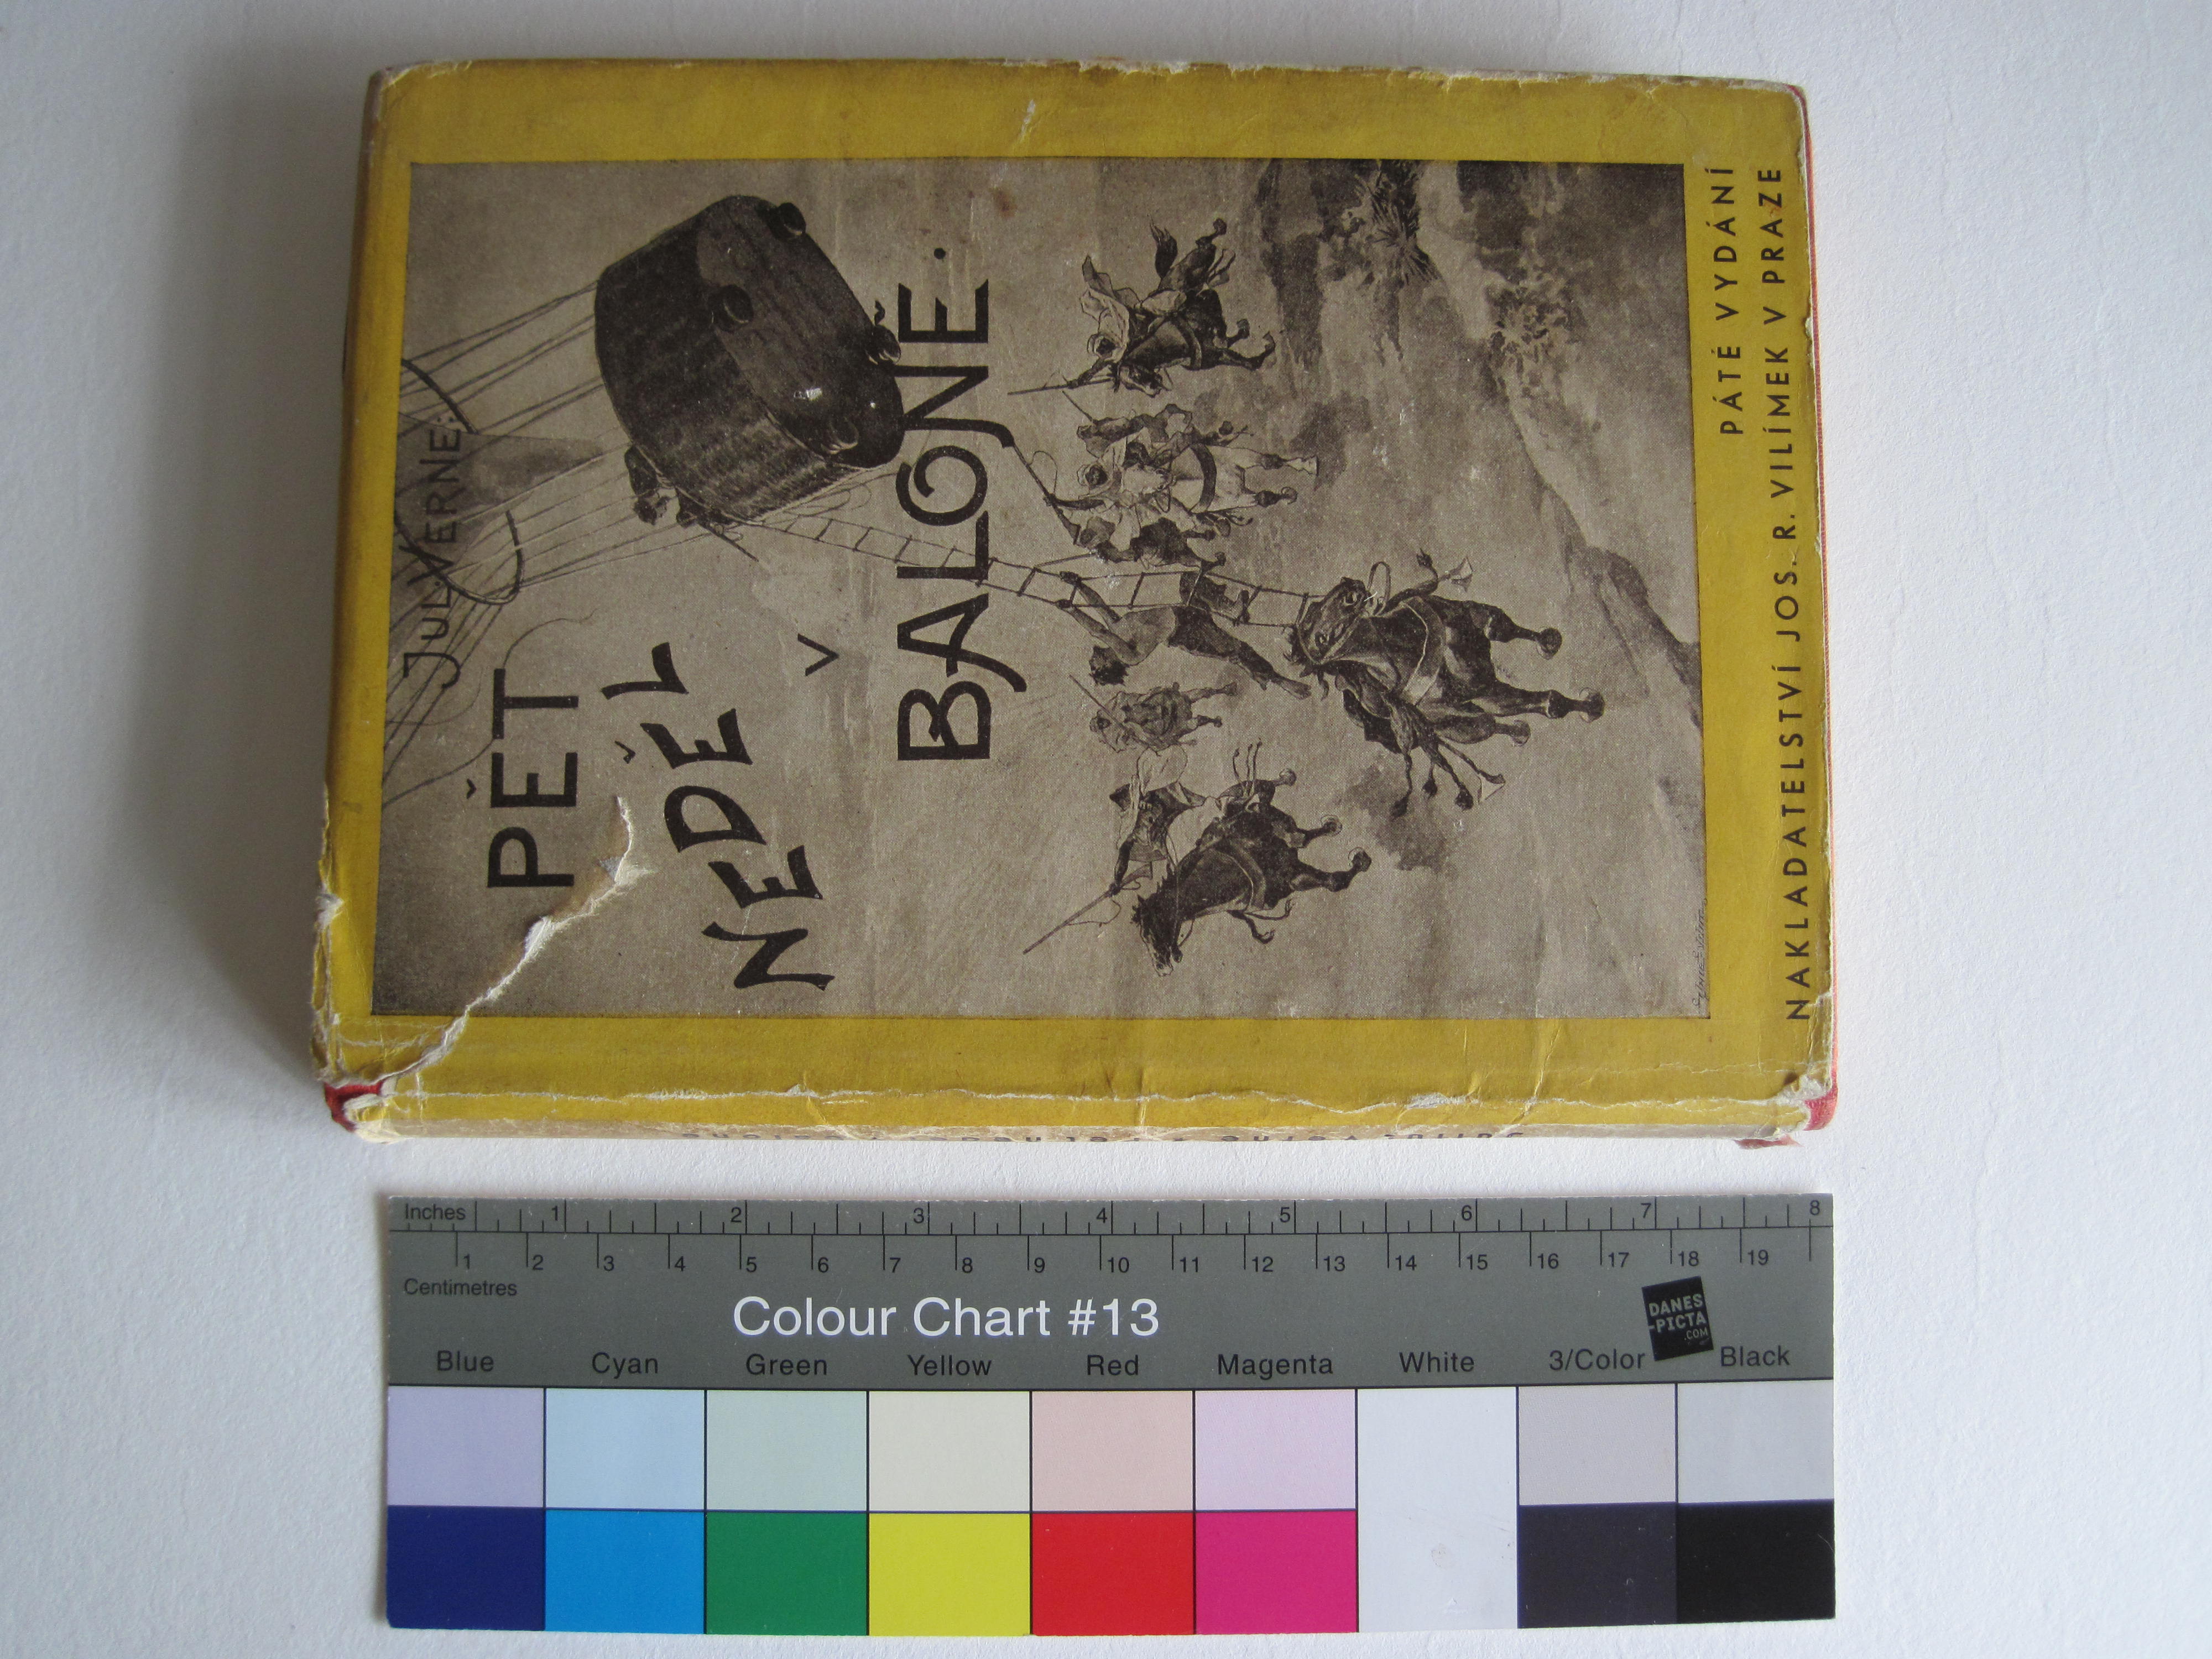 JUL. VERNE:
PĚT
NEDĚL
V
BALONĚ.
PÁTÉ VYDÁNÍ
NAKLADATELSTVÍ JOS. R. VILÍMEK V PRAZE
Inches 1 2 3 4 5 6 7 8
1 2 3 4 5 6 7 8 9 10 11 12 13 14 15 16 17 18 19
Centimetres
Colour Chart #13
DANES
-PICTA
.COM
Blue Cyan Green Yellow Red Magenta White 3/Color Black